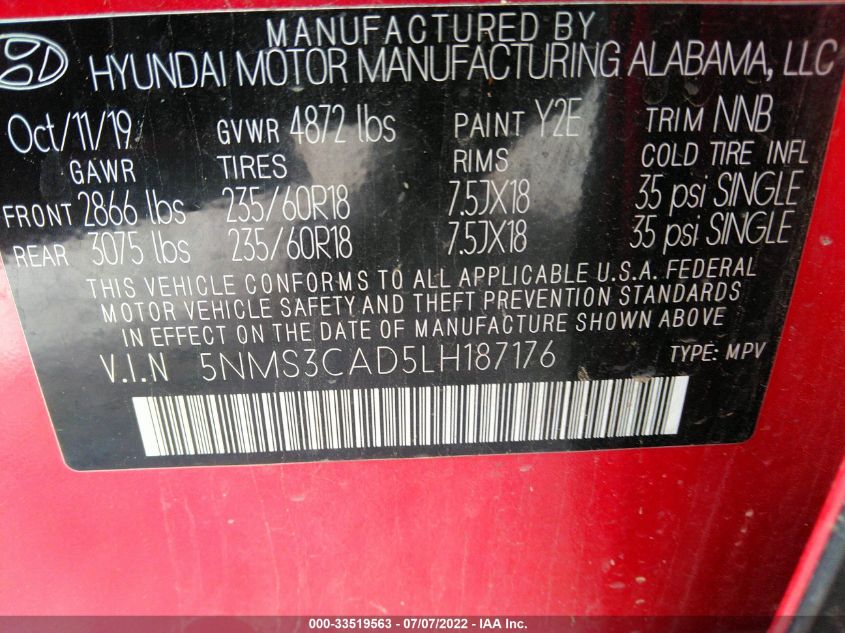 MANUFACTURED BY
HYUNDAI MOTOR MANUFACTURING ALABAMA, LLC
Oct/11/19 GVWR 4872 lbs PAINT Y2E TRIM NNB
GAWR TIRES RIMS COLD TIRE INFL
FRONT 2866 lbs 235/60R18 7.5JX18 35 psi SINGLE
REAR 3075 lbs 235/60R18 7.5JX18 35 psi SINGLE
THIS VEHICLE CONFORMS TO ALL APPLICABLE U.S.A. FEDERAL
MOTOR VEHICLE SAFETY AND THEFT PREVENTION STANDARDS
IN EFFECT ON THE DATE OF MANUFACTURE SHOWN ABOVE
V.I.N 5NMS3CAD5LH187176 TYPE: MPV
000-33519563 - 07/07/2022 - IAA Inc.